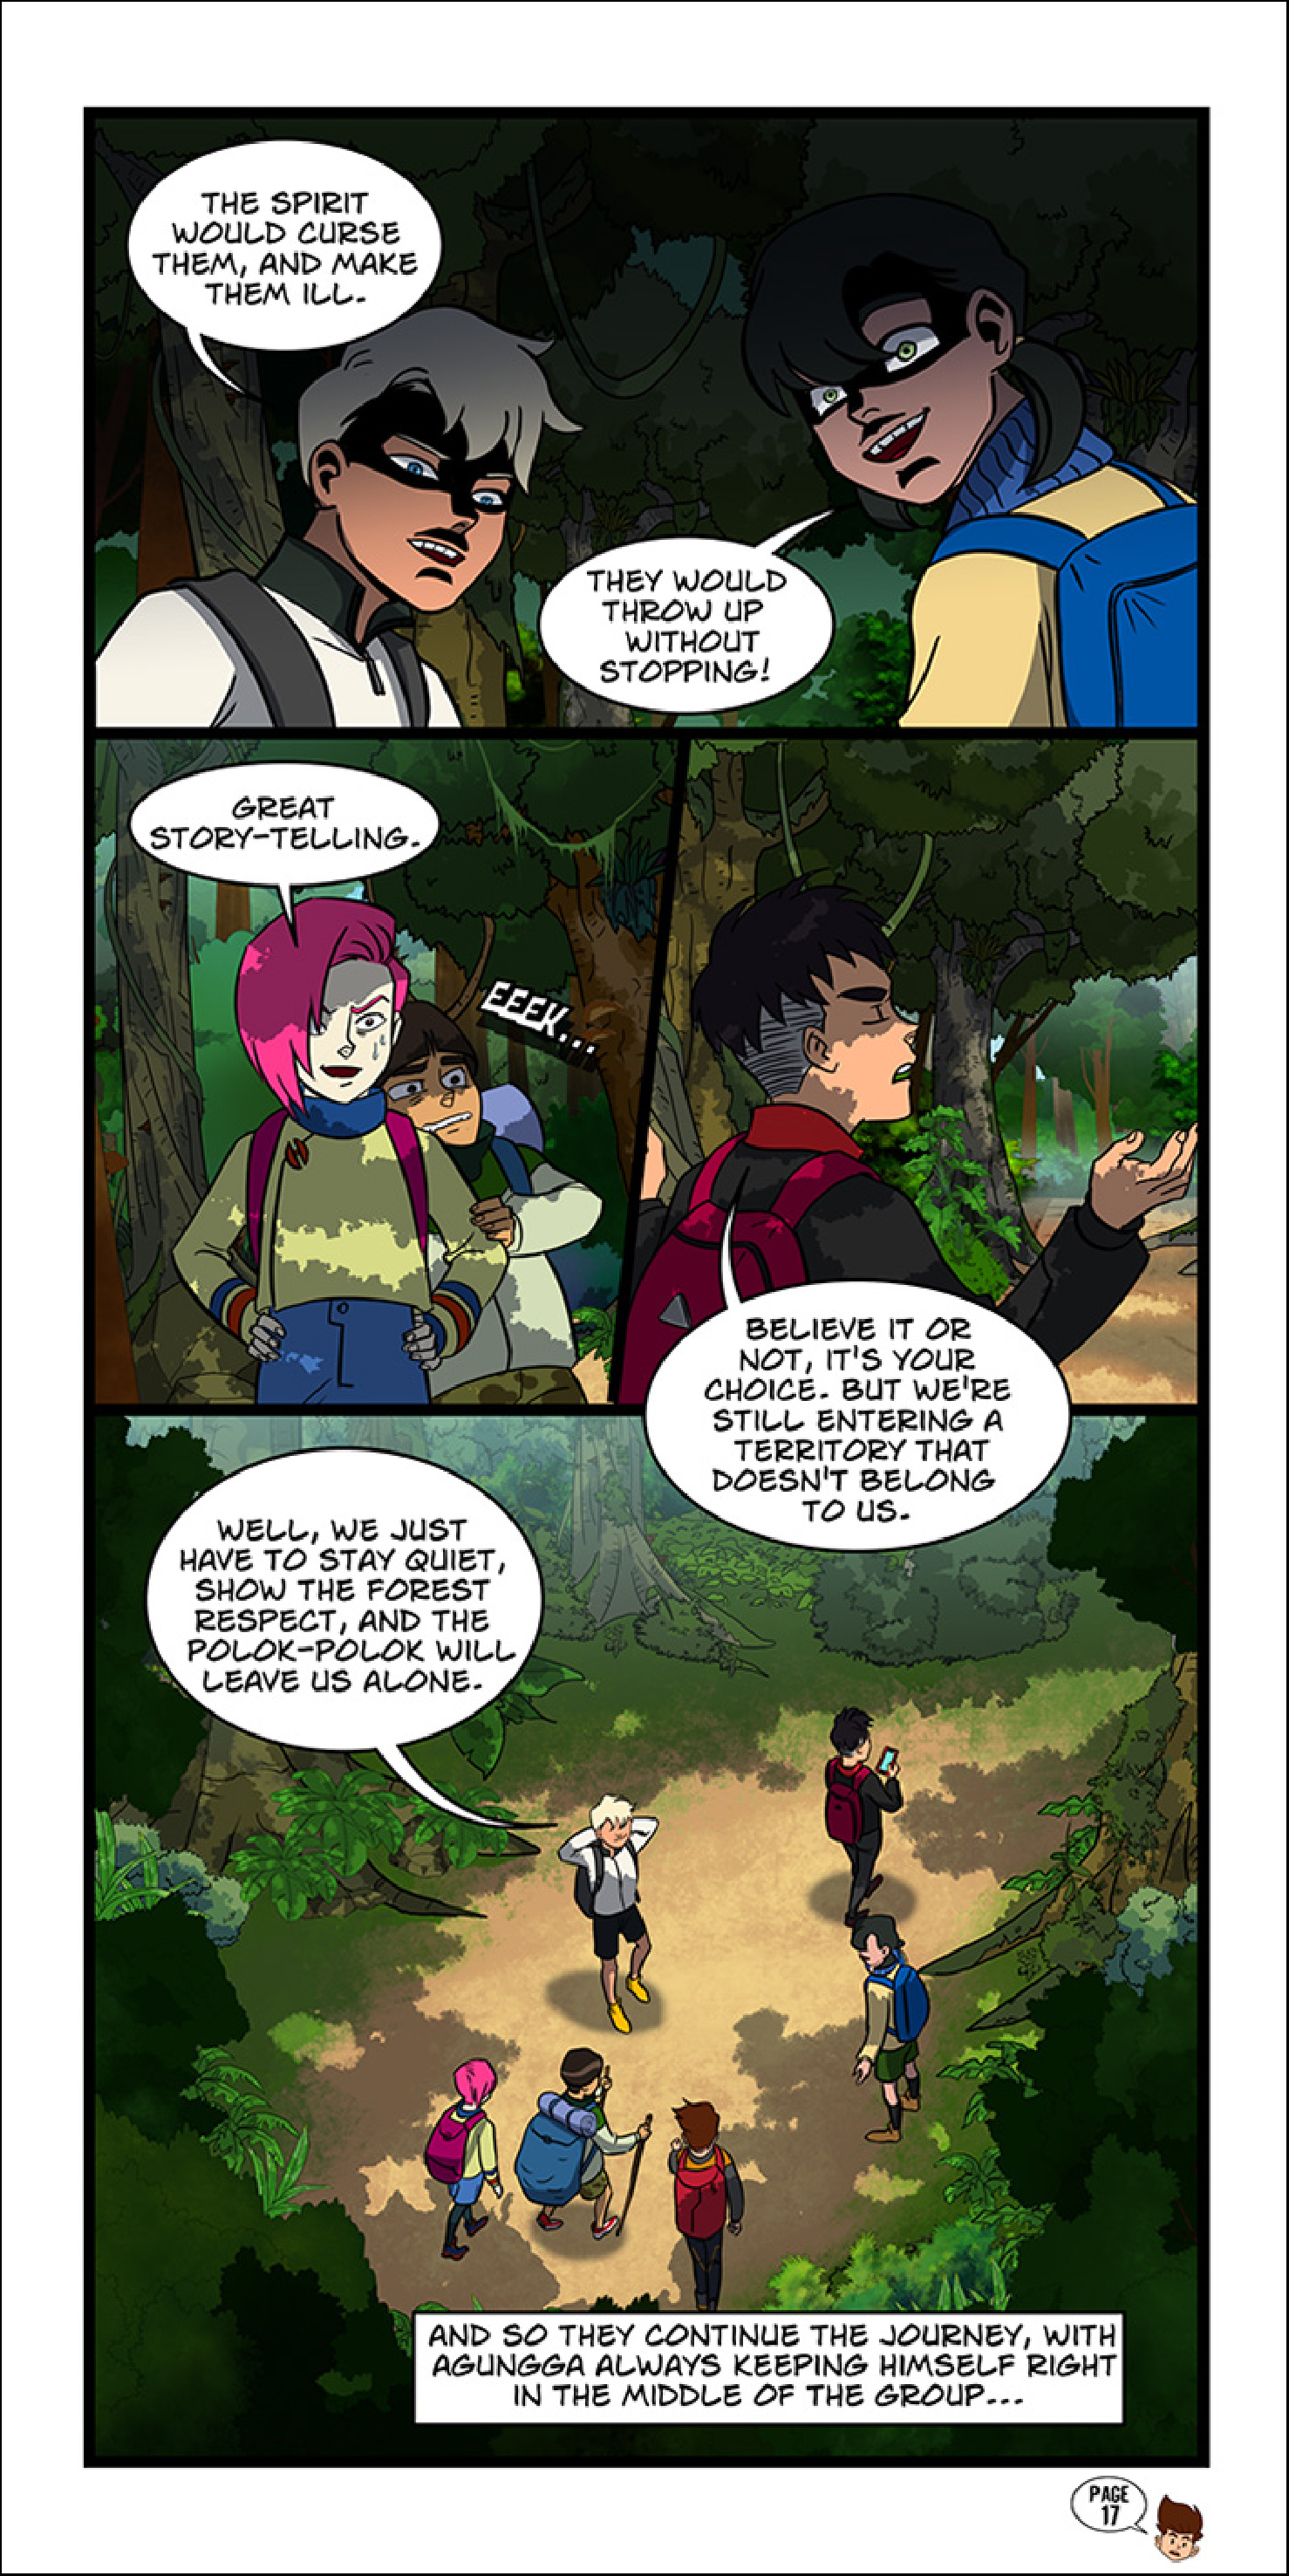 THE SPIRIT
WOULD CURSE
THEM, AND MAKE
THEM ILL.
THEY WOULD
THROW UP
WITHOUT
STOPPING!
GREAT
STORY-TELLING.
EEEK...
BELIEVE IT OR
NOT, IT'S YOUR
CHOICE. BUT WE'RE
STILL ENTERING A
TERRITORY THAT
DOESN'T BELONG
TO US.
WELL, WE JUST
HAVE TO STAY QUIET,
SHOW THE FOREST
RESPECT, AND THE
POLOK-POLOK WILL
LEAVE US ALONE.
AND SO THEY CONTINUE THE JOURNEY, WITH
AGUNGGA ALWAYS KEEPING HIMSELF RIGHT
IN THE MIDDLE OF THE GROUP...
PAGE
17